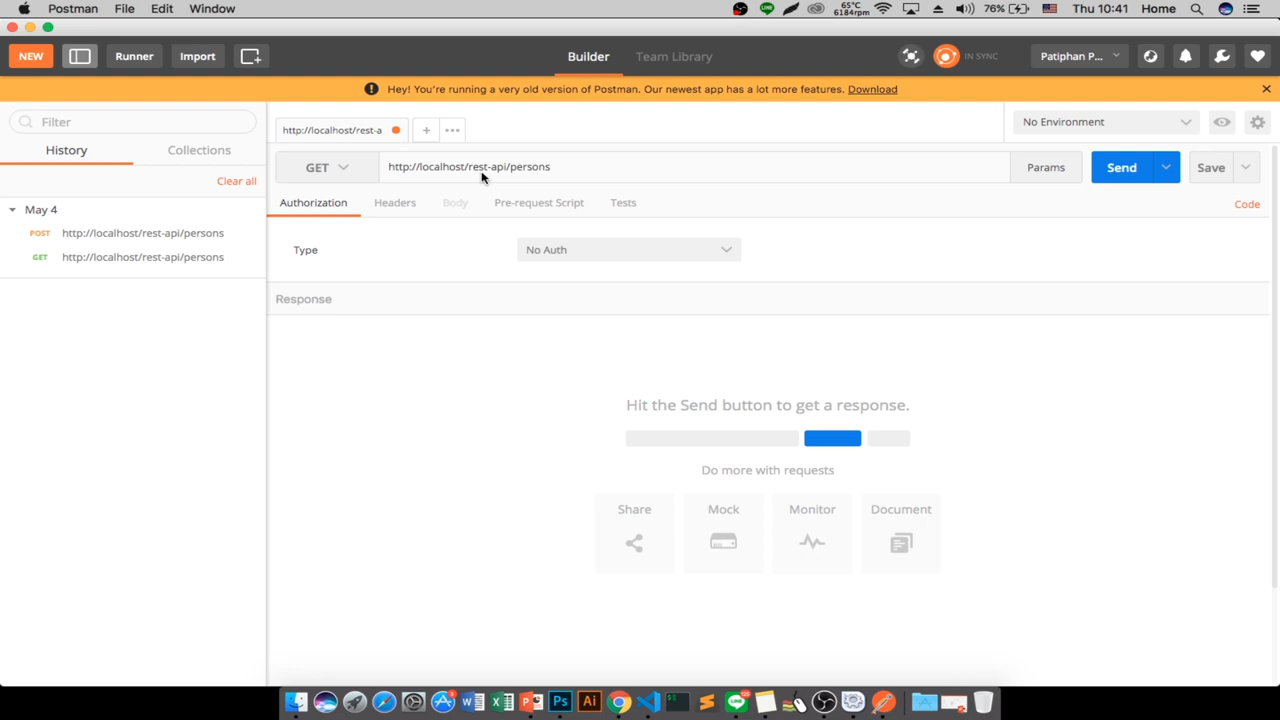 Postman File Edit Window 65°C 6184rpm 76% Thu 10:41 Home
NEW Runner Import Builder Team Library IN SYNC Patiphan P...
Hey! You're running a very old version of Postman. Our newest app has a lot more features. Download
Filter
History Collections
Clear all
May 4
POST http://localhost/rest-api/persons
GET http://localhost/rest-api/persons
http://localhost/rest-a + •••
No Environment
GET http://localhost/rest-api/persons Params Send Save
Authorization Headers Body Pre-request Script Tests Code
Type No Auth
Response
Hit the Send button to get a response.
Do more with requests
Share Mock Monitor Document